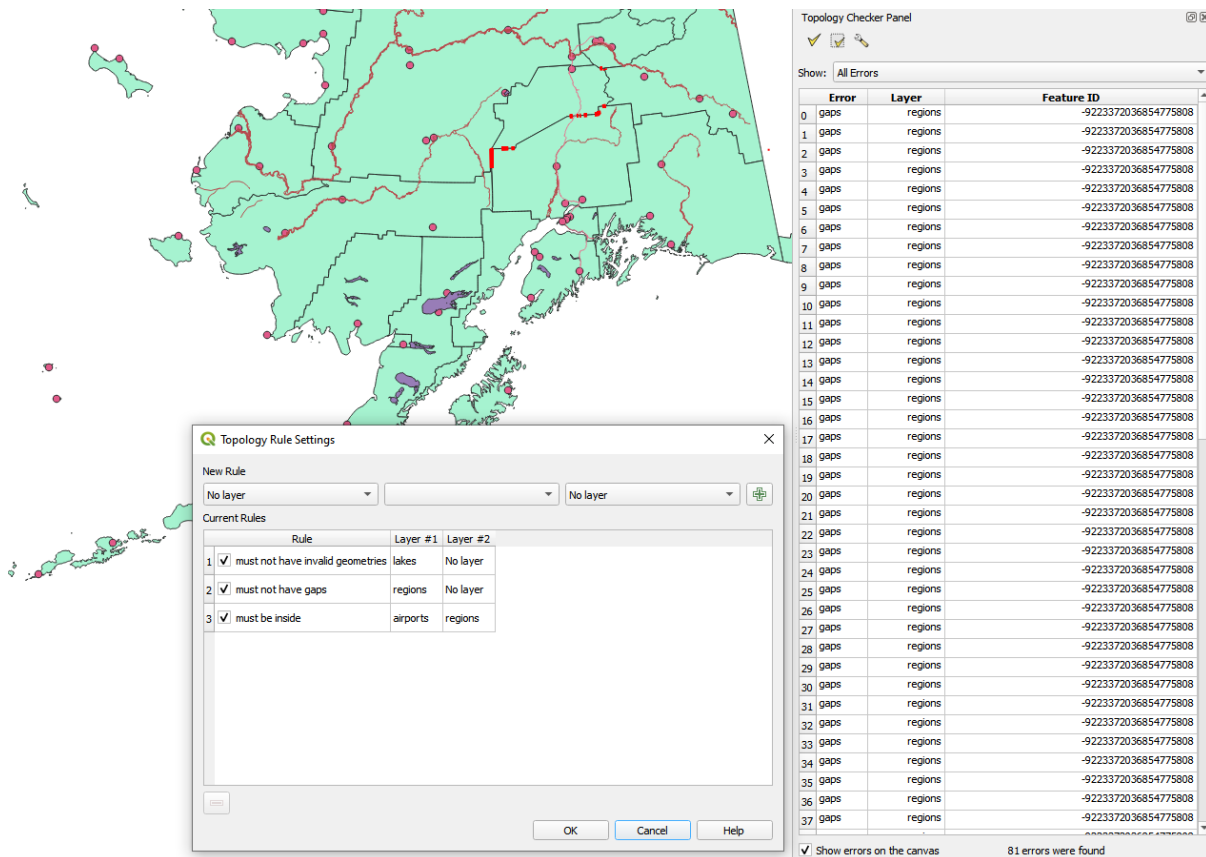 Topology Checker Panel
Show: All Errors
Error Layer Feature ID
0 gaps regions -9223372036854775808
1 gaps regions -9223372036854775808
2 gaps regions -9223372036854775808
3 gaps regions -9223372036854775808
4 gaps regions -9223372036854775808
5 gaps regions -9223372036854775808
6 gaps regions -9223372036854775808
7 gaps regions -9223372036854775808
8 gaps regions -9223372036854775808
9 gaps regions -9223372036854775808
10 gaps regions -9223372036854775808
11 gaps regions -9223372036854775808
12 gaps regions -9223372036854775808
13 gaps regions -9223372036854775808
14 gaps regions -9223372036854775808
15 gaps regions -9223372036854775808
16 gaps regions -9223372036854775808
17 gaps regions -9223372036854775808
18 gaps regions -9223372036854775808
19 gaps regions -9223372036854775808
20 gaps regions -9223372036854775808
21 gaps regions -9223372036854775808
22 gaps regions -9223372036854775808
23 gaps regions -9223372036854775808
24 gaps regions -9223372036854775808
25 gaps regions -9223372036854775808
26 gaps regions -9223372036854775808
27 gaps regions -9223372036854775808
28 gaps regions -9223372036854775808
29 gaps regions -9223372036854775808
30 gaps regions -9223372036854775808
31 gaps regions -9223372036854775808
32 gaps regions -9223372036854775808
33 gaps regions -9223372036854775808
34 gaps regions -9223372036854775808
35 gaps regions -9223372036854775808
36 gaps regions -9223372036854775808
37 gaps regions -9223372036854775808
Show errors on the canvas 81 errors were found
Topology Rule Settings
New Rule
No layer No layer
Current Rules
Rule Layer #1 Layer #2
1 must not have invalid geometries lakes No layer
2 must not have gaps regions No layer
3 must be inside airports regions
OK Cancel Help